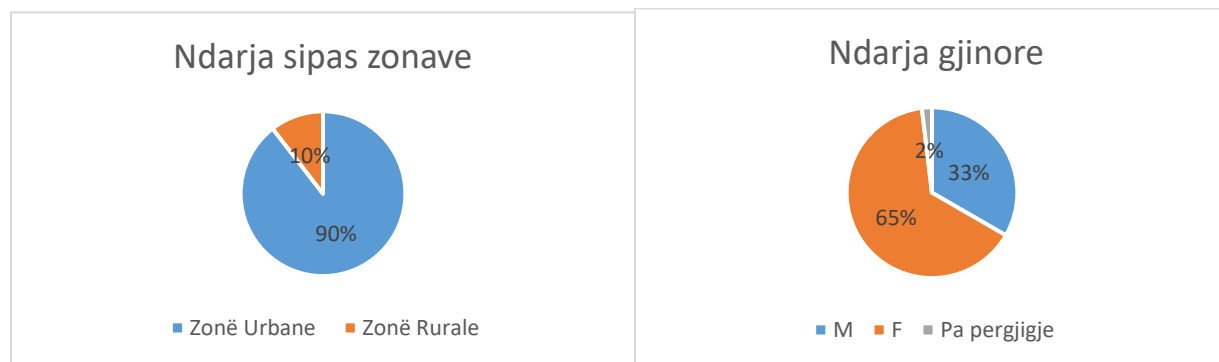 Ndarja sipas zonave
10%
90%
Zonë Urbane Zonë Rurale
Ndarja gjinore
2%
33%
65%
M F Pa pergjigje